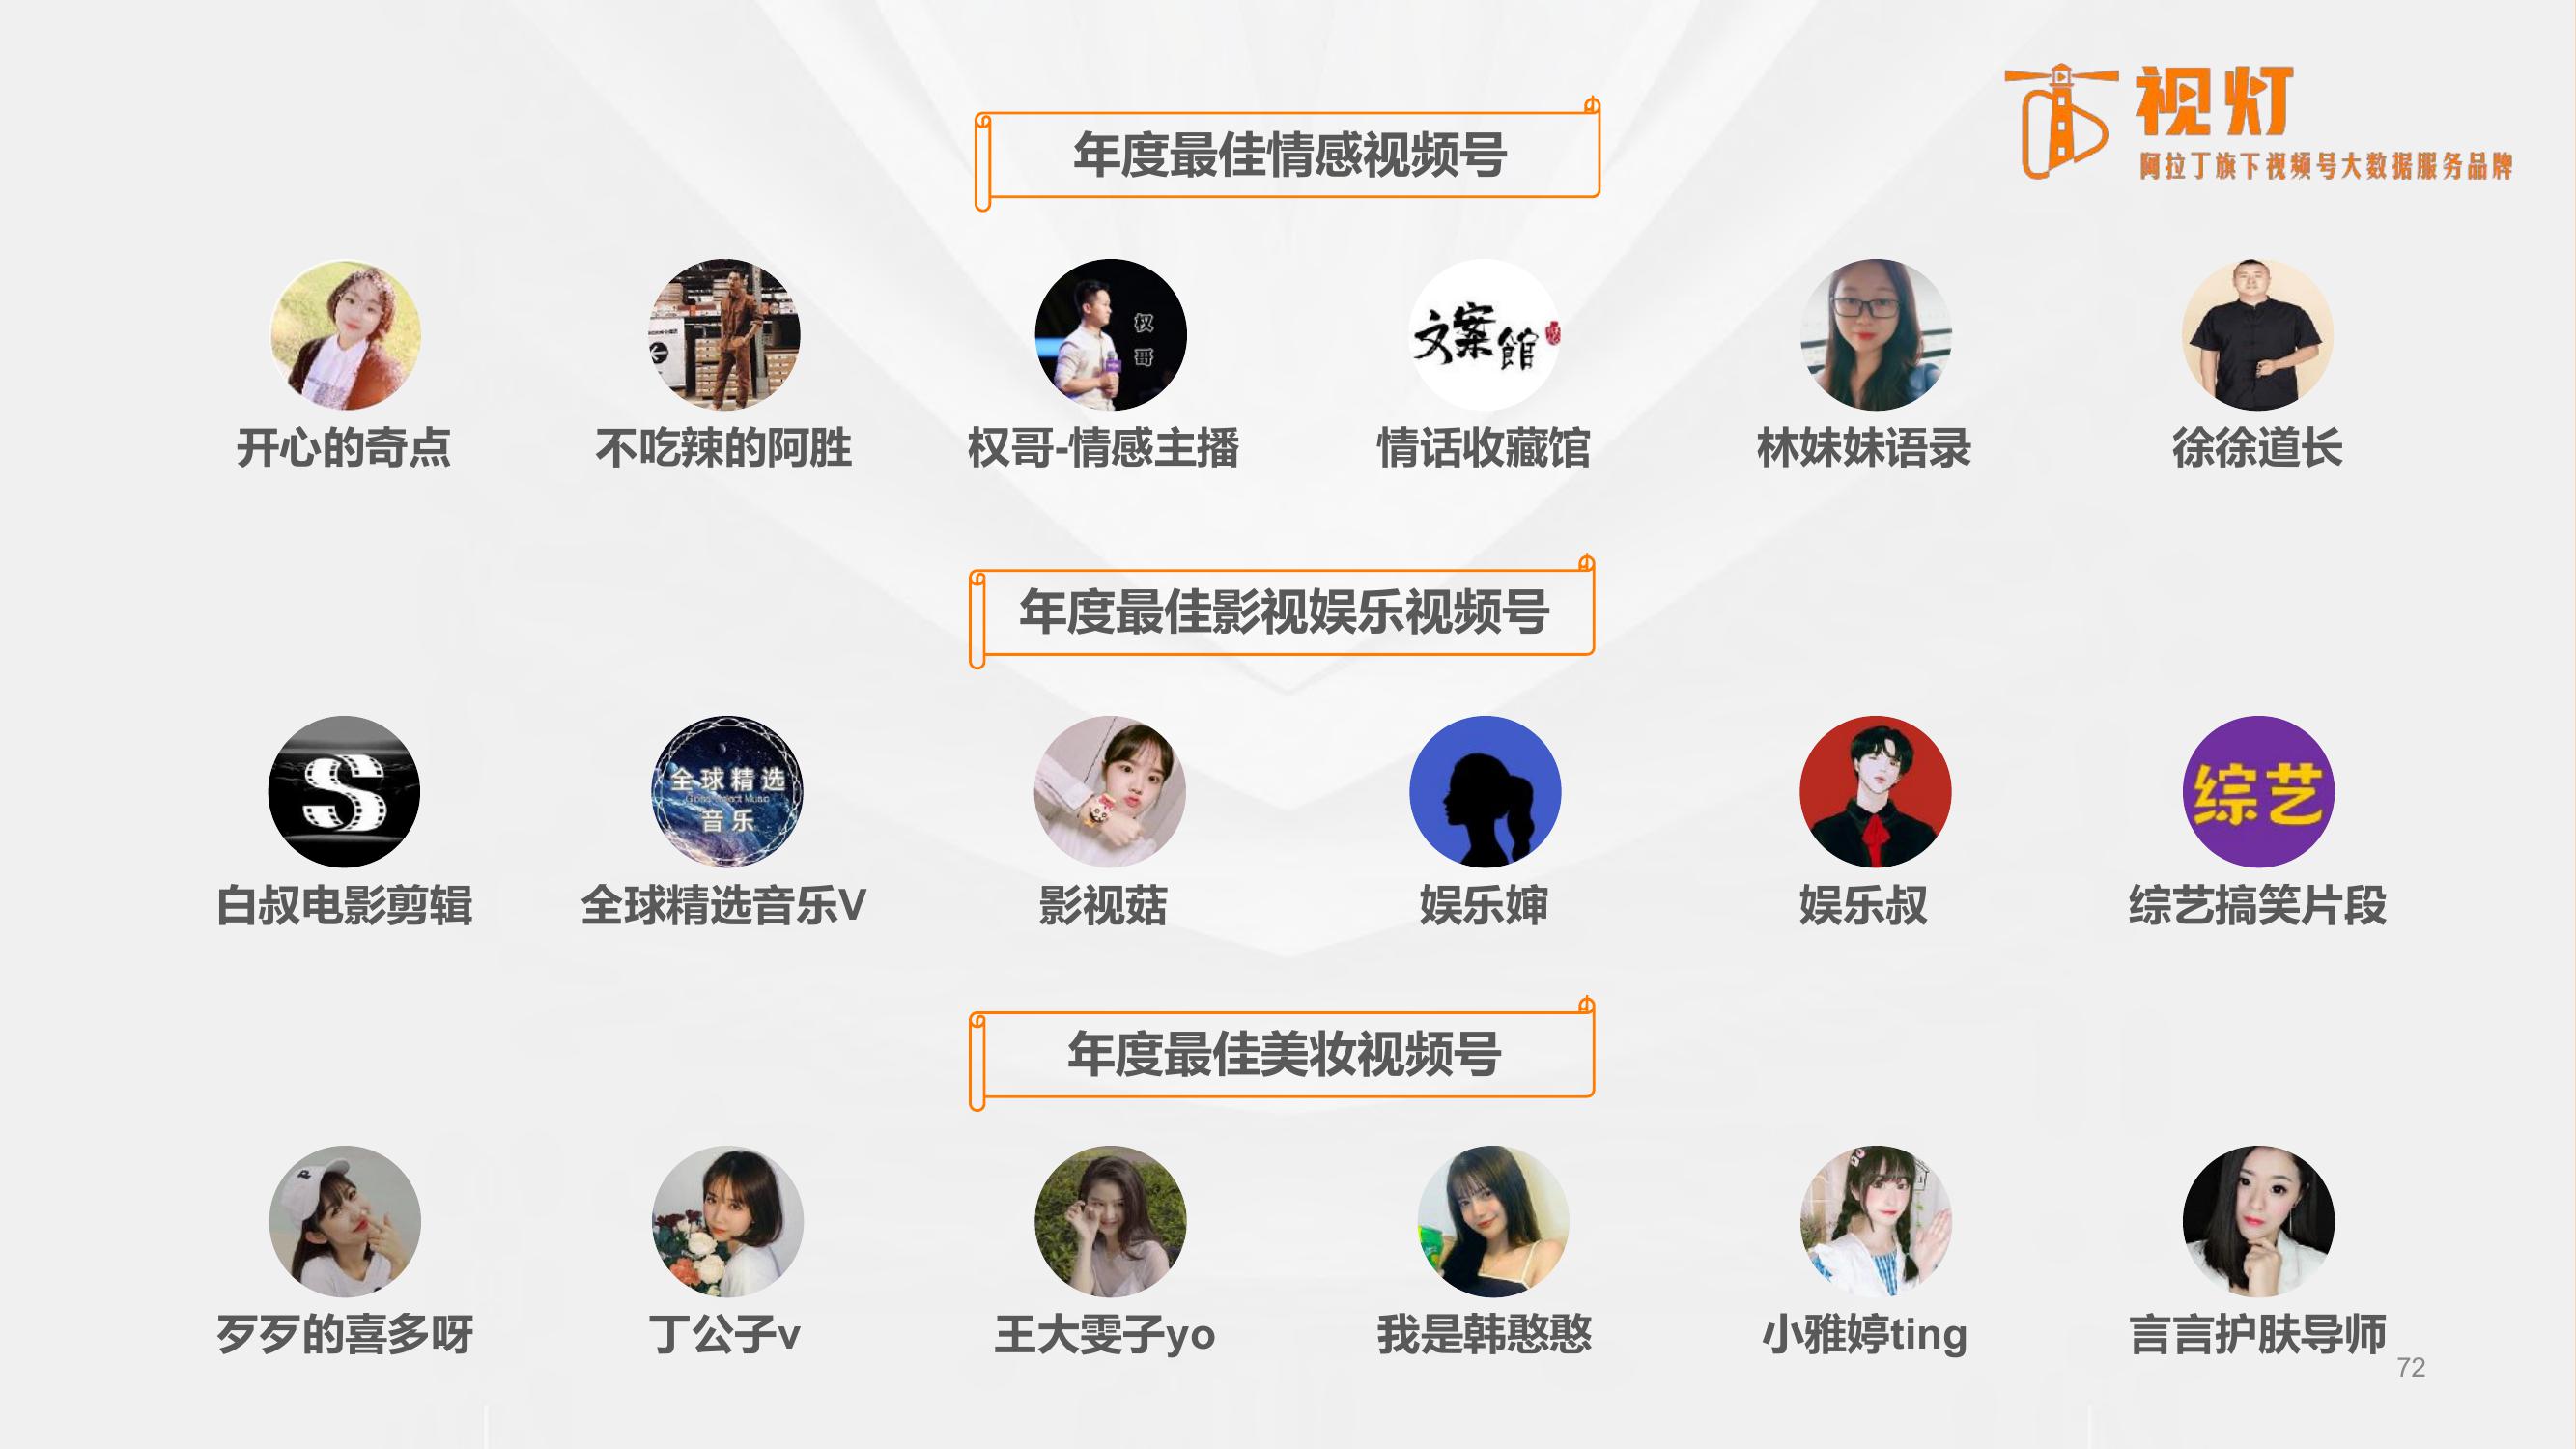 视灯
阿拉丁旗下视频号大数据服务品牌
年度最佳情感视频号
权
哥
文案馆
开心的奇点
不吃辣的阿胜
权哥-情感主播
情话收藏馆
林妹妹语录
徐徐道长
年度最佳影视娱乐视频号
S
全球精选
Global Select Music
音乐
综艺
白叔电影剪辑
全球精选音乐V
影视菇
娱乐婶
娱乐叔
综艺搞笑片段
年度最佳美妆视频号
歹歹的喜多呀
丁公子v
王大雯子yo
我是韩憨憨
小雅婷ting
言言护肤导师
72